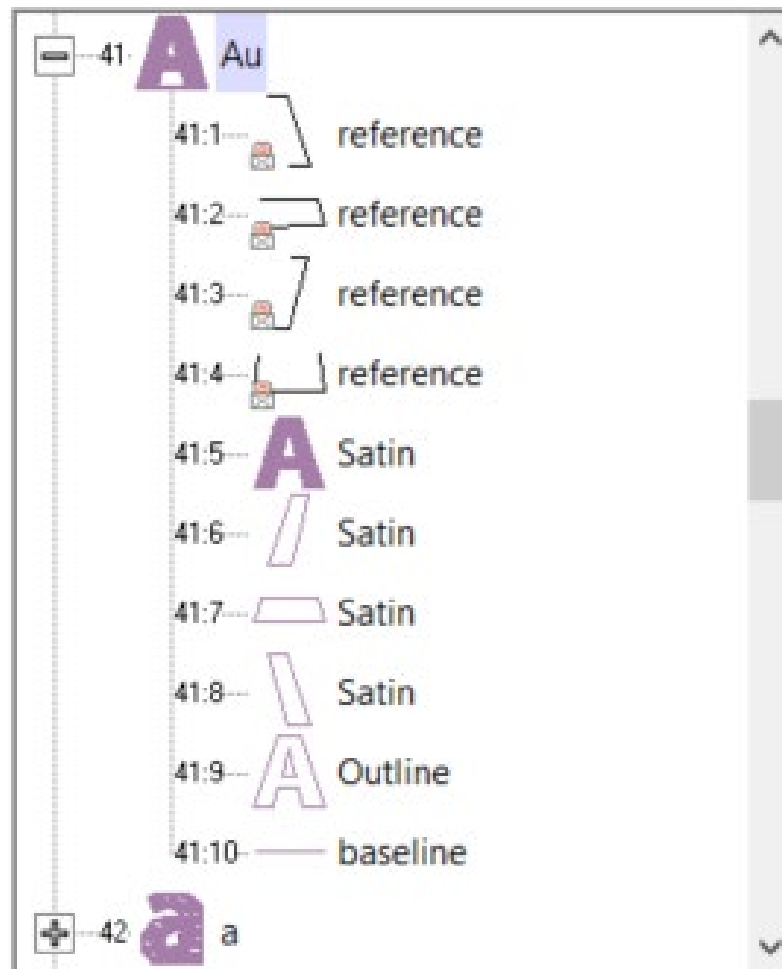 41 A Au
41:1 reference
41:2 reference
41:3 reference
41:4 reference
41:5 A Satin
41:6 Satin
41:7 Satin
41:8 Satin
41:9 A Outline
41:10 baseline
42 a a